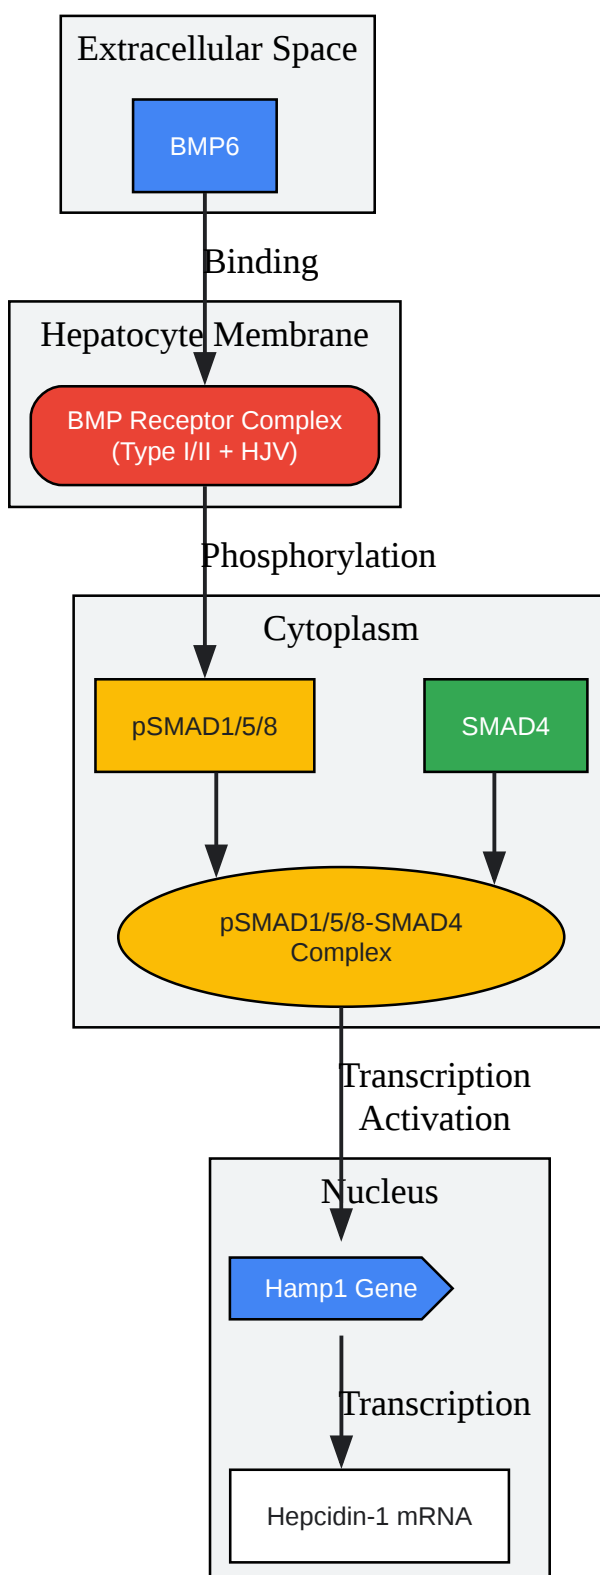 Extracellular Space
BMP6
Binding
Hepatocyte Membrane
BMP Receptor Complex
(Type I/II + HJV)
Phosphorylation
Cytoplasm
pSMAD1/5/8
SMAD4
pSMAD1/5/8-SMAD4
Complex
Transcription
Activation
Nucleus
Hamp1 Gene
Transcription
Hepcidin-1 mRNA